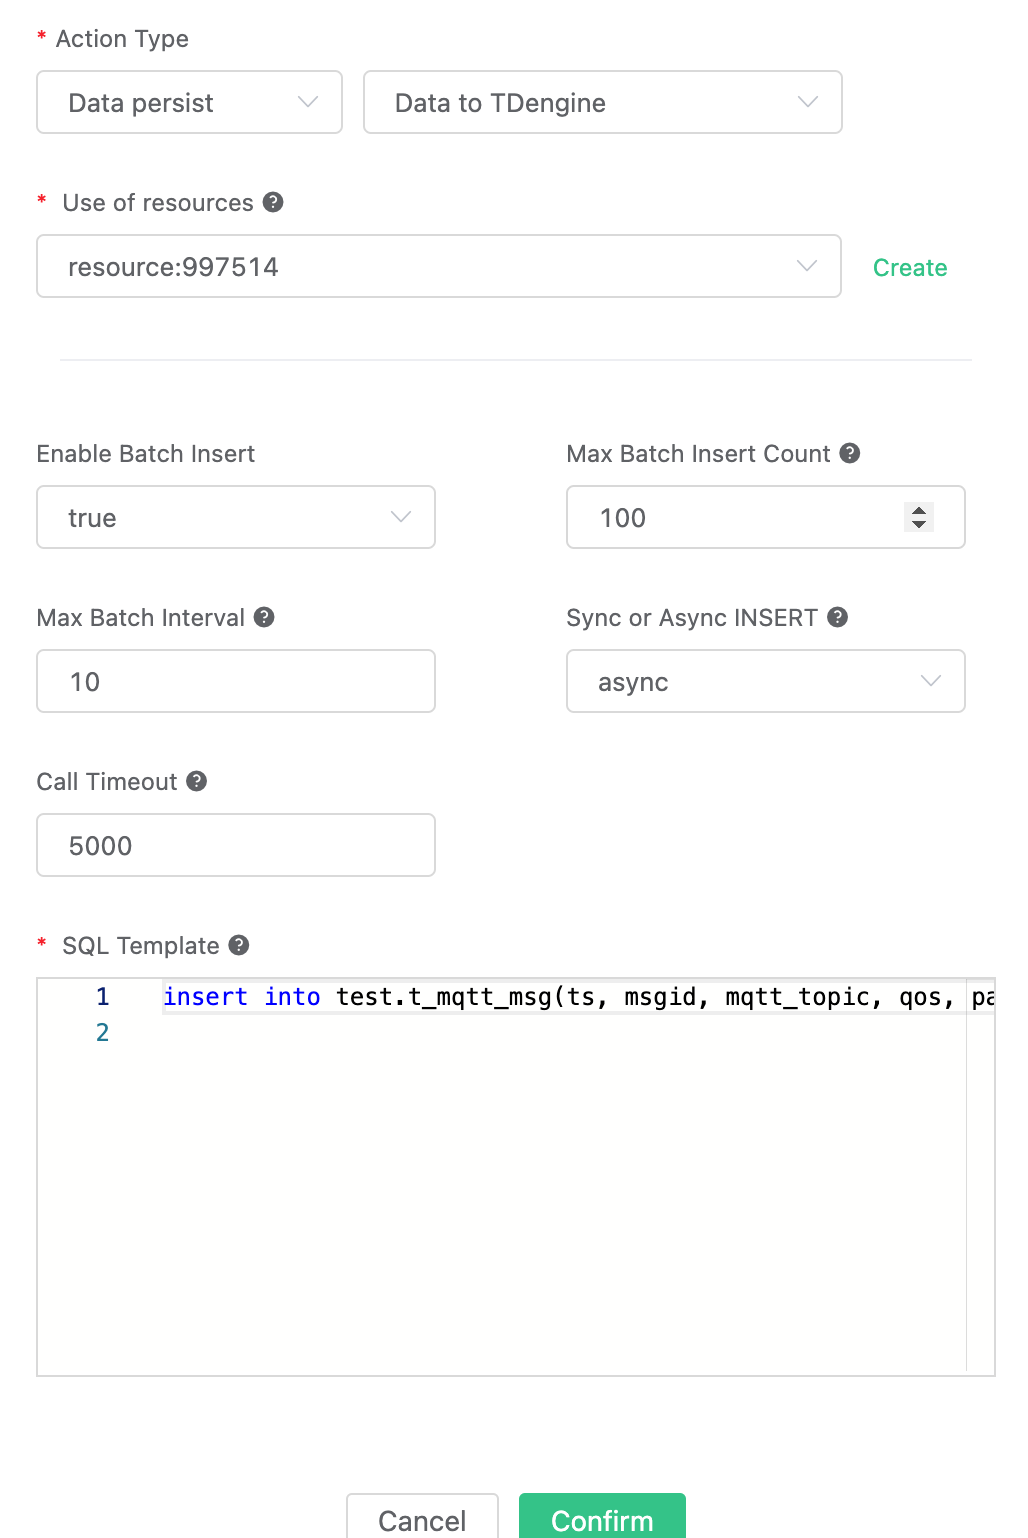 * Action Type
Data persist Data to TDengine
* Use of resources ?
resource:997514 Create
Enable Batch Insert Max Batch Insert Count ?
true 100
Max Batch Interval ? Sync or Async INSERT ?
10 async
Call Timeout ?
5000
* SQL Template ?
1 insert into test.t_mqtt_msg(ts, msgid, mqtt_topic, qos, pa
2
Cancel Confirm